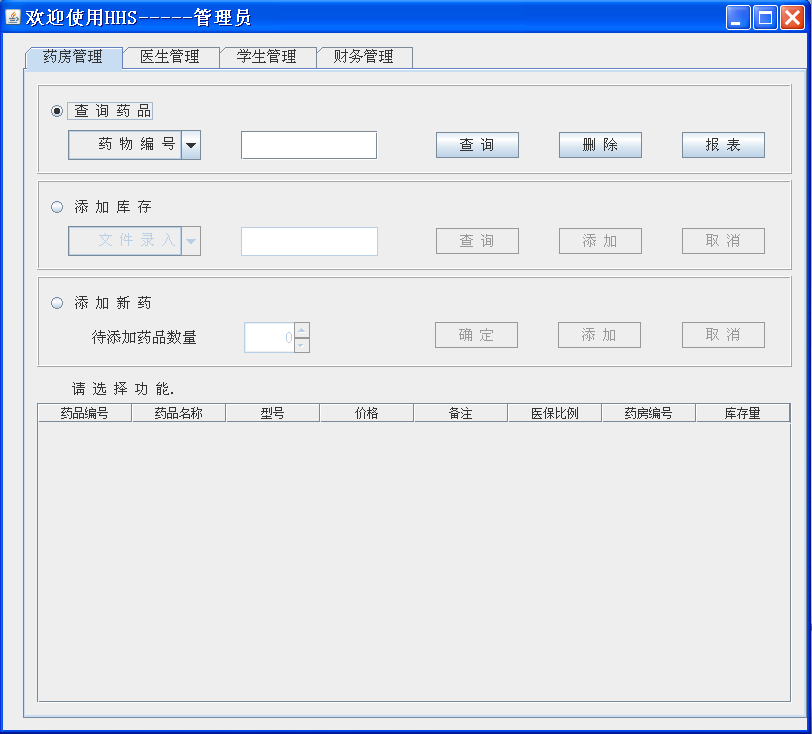 欢迎使用HHS-----管理员
药房管理 医生管理 学生管理 财务管理
查询药品
药物编号 查询 删除 报表
添加库存
文件录入 查询 添加 取消
添加新药
待添加药品数量 0 确定 添加 取消
请选择功能.
药品编号 药品名称 型号 价格 备注 医保比例 药房编号 库存量